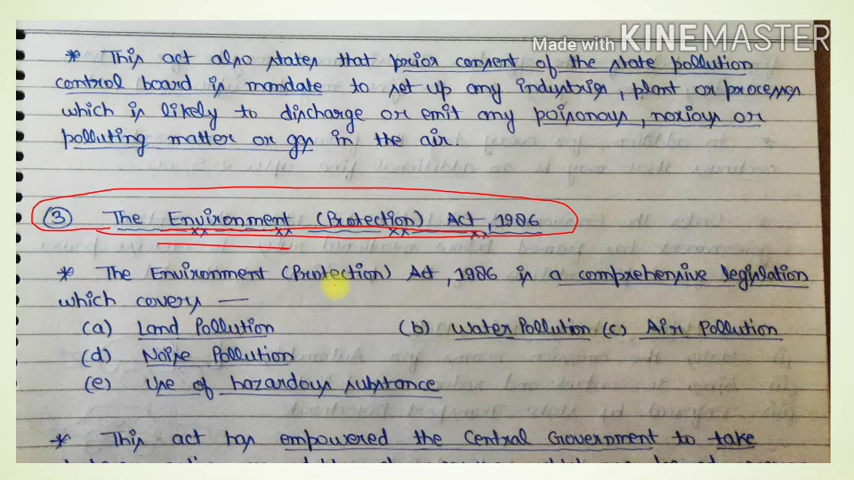 Made with KINEMASTER
* This act also states that prior consent of the state pollution
control board is mandate to set up any industries, plant or processes
which is likely to discharge or emit any poisonous, noxious or
polluting matter or gas in the air.
③ The Environment (Protection) Act, 1986
* The Environment (Protection) Act, 1986 is a comprehensive legislation
which covers —
(a) Land Pollution (b) Water Pollution (c) Air Pollution
(d) Noise Pollution
(e) use of hazardous substance
* This act has empowered the Central Government to take